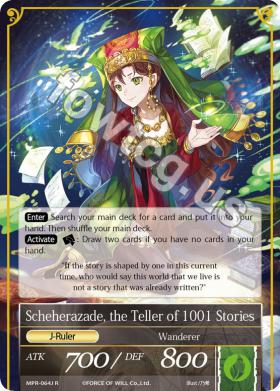 fowtcg.us
Enter Search your main deck for a card and put it into your
hand. Then shuffle your main deck.
Activate : Draw two cards if you have no cards in your
hand.
"If the story is shaped by one in this current
time, who would say this world that we live is
not a story that was already written?"
Scheherazade, the Teller of 1001 Stories
J-Ruler Wanderer
ATK 700 / DEF 800
MPR-064J R ©FORCE OF WILL Co.,Ltd. Illust /